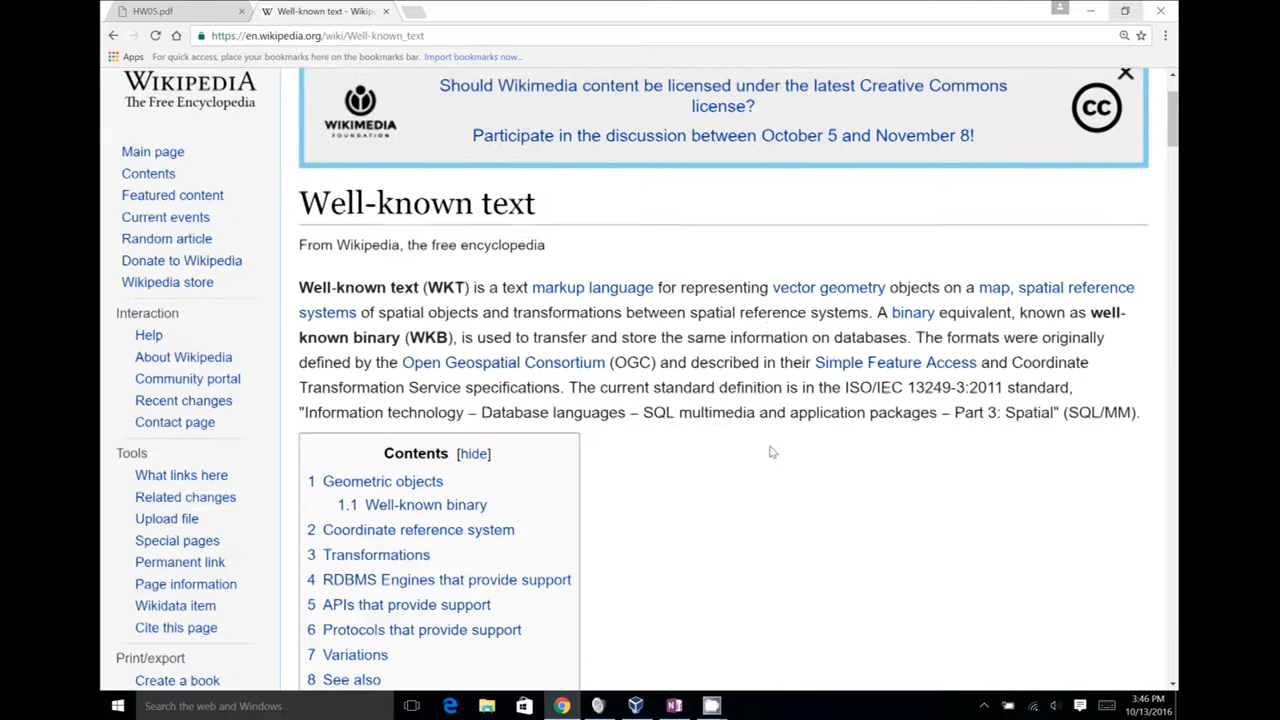 HW05.pdf
Well-known text - Wikip
https://en.wikipedia.org/wiki/Well-known_text
Apps For quick access, place your bookmarks here on the bookmarks bar. Import bookmarks now...
WIKIPEDIA
The Free Encyclopedia
Main page
Contents
Featured content
Current events
Random article
Donate to Wikipedia
Wikipedia store
Interaction
Help
About Wikipedia
Community portal
Recent changes
Contact page
Tools
What links here
Related changes
Upload file
Special pages
Permanent link
Page information
Wikidata item
Cite this page
Print/export
Create a book
WIKIMEDIA
FOUNDATION
Should Wikimedia content be licensed under the latest Creative Commons
license?
Participate in the discussion between October 5 and November 8!
cc
Well-known text
From Wikipedia, the free encyclopedia
Well-known text (WKT) is a text markup language for representing vector geometry objects on a map, spatial reference
systems of spatial objects and transformations between spatial reference systems. A binary equivalent, known as well-
known binary (WKB), is used to transfer and store the same information on databases. The formats were originally
defined by the Open Geospatial Consortium (OGC) and described in their Simple Feature Access and Coordinate
Transformation Service specifications. The current standard definition is in the ISO/IEC 13249-3:2011 standard,
"Information technology – Database languages – SQL multimedia and application packages – Part 3: Spatial" (SQL/MM).
Contents [hide]
1 Geometric objects
1.1 Well-known binary
2 Coordinate reference system
3 Transformations
4 RDBMS Engines that provide support
5 APIs that provide support
6 Protocols that provide support
7 Variations
8 See also
Search the web and Windows
3:46 PM
10/13/2016